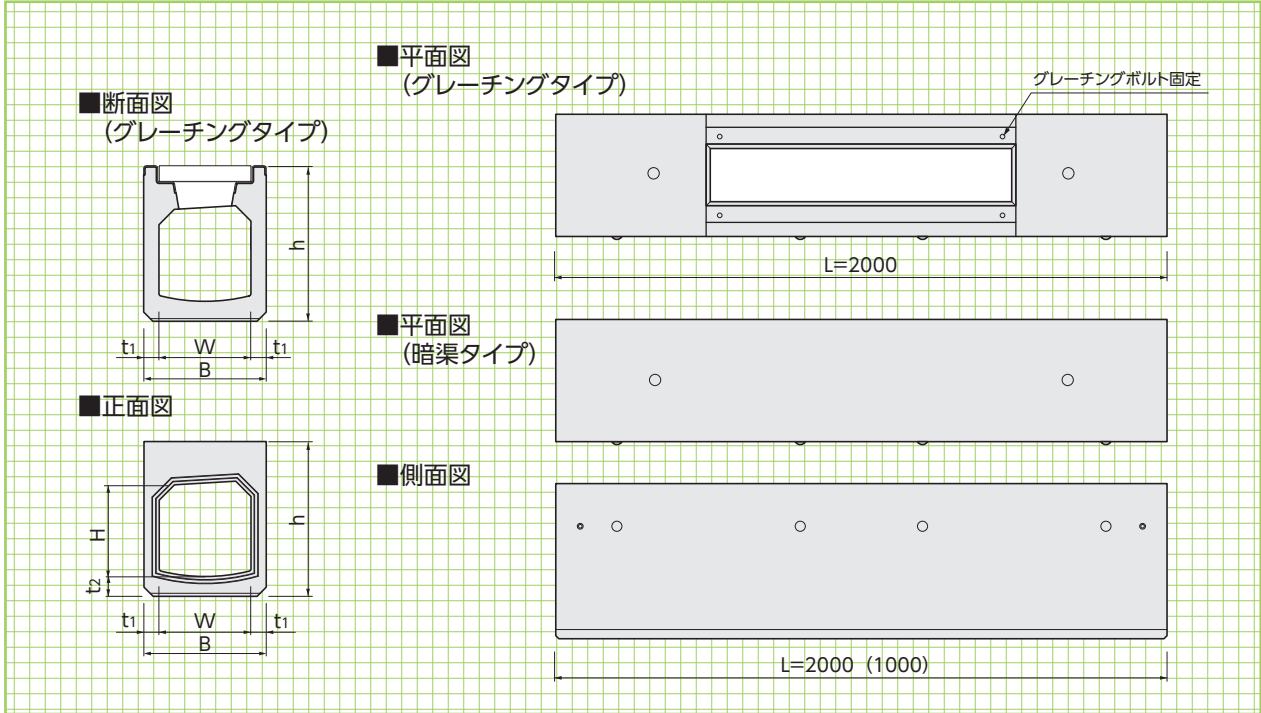 ■断面図
(グレーチングタイプ)
h
t1 W t1
B
■正面図
H
h
t2
t1 W t1
B
■平面図
(グレーチングタイプ)
グレーチングボルト固定
L=2000
■平面図
(暗渠タイプ)
■側面図
L=2000 (1000)